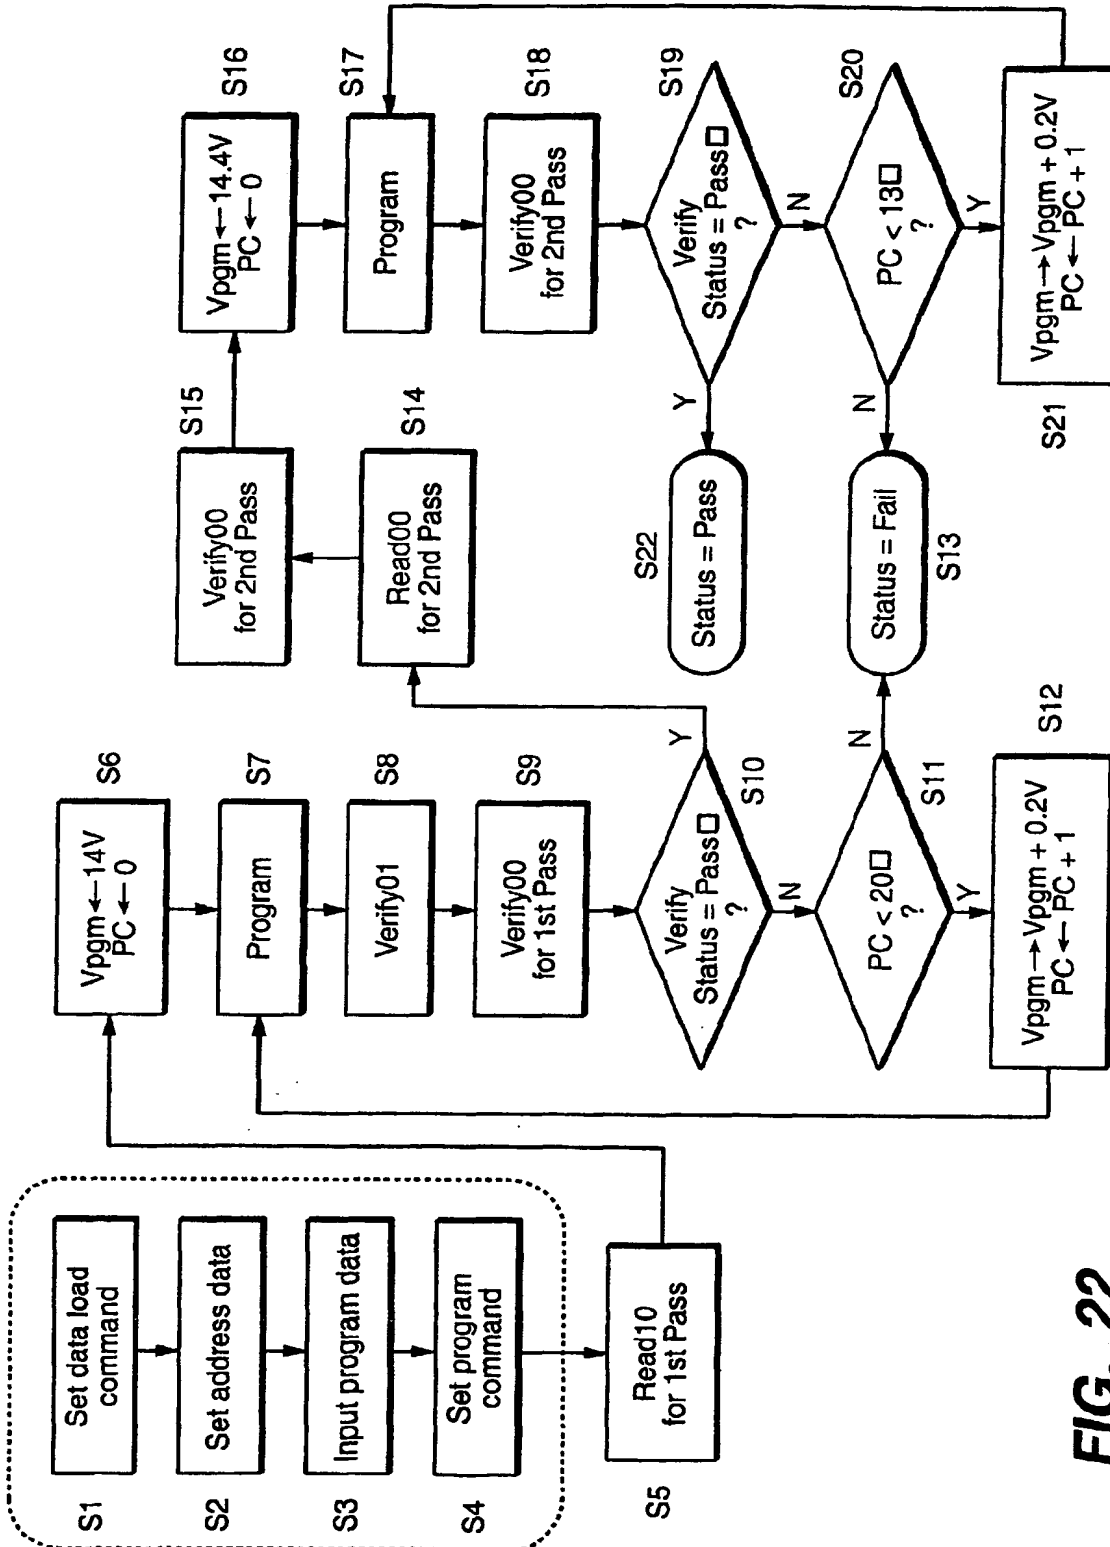 S1
Set data load
command
S2
Set address data
S3
Input program data
S4
Set program
command
S5
Read10
for 1st Pass
S6
Vpgm ← 14V
PC ← 0
S7
Program
S8
Verify01
S9
Verify00
for 1st Pass
S10
Verify
Status = Pass□
?
Y
N
S11
PC < 20□
?
N
Y
S12
Vpgm → Vpgm + 0.2V
PC ← PC + 1
S13
Status = Fail
S14
Read00
for 2nd Pass
S15
Verify00
for 2nd Pass
S16
Vpgm ← 14.4V
PC ← 0
S17
Program
S18
Verify00
for 2nd Pass
S19
Verify
Status = Pass□
?
Y
N
S20
PC < 13□
?
N
Y
S21
Vpgm → Vpgm + 0.2V
PC ← PC + 1
S22
Status = Pass
FIG. 22